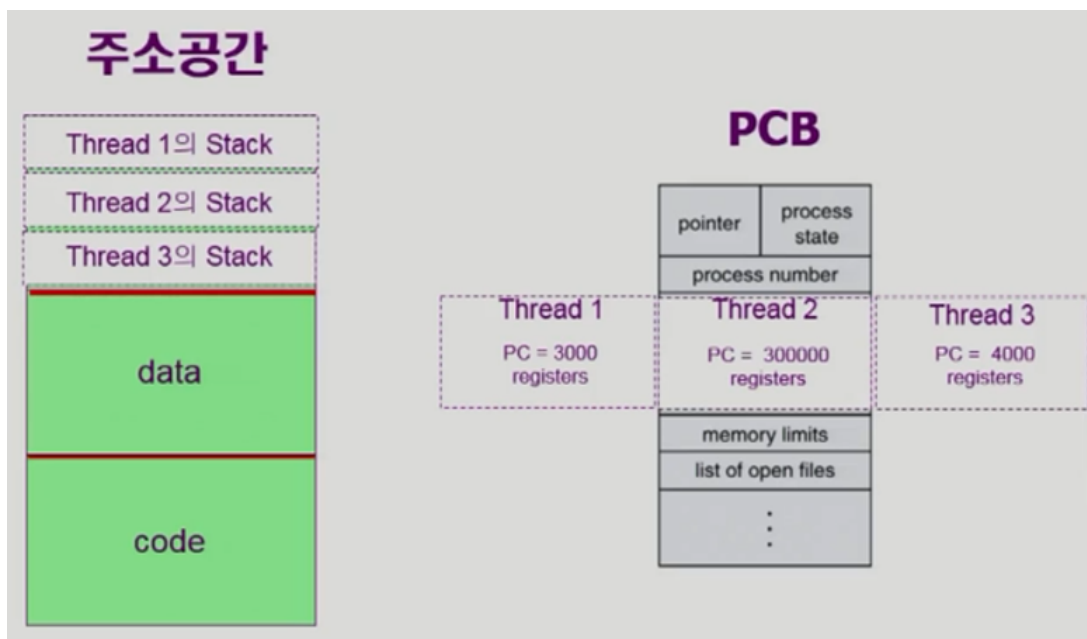 주소공간
Thread 1의 Stack
Thread 2의 Stack
Thread 3의 Stack
data
code
PCB
pointer
process
state
process number
Thread 1
PC = 3000
registers
Thread 2
PC = 300000
registers
Thread 3
PC = 4000
registers
memory limits
list of open files